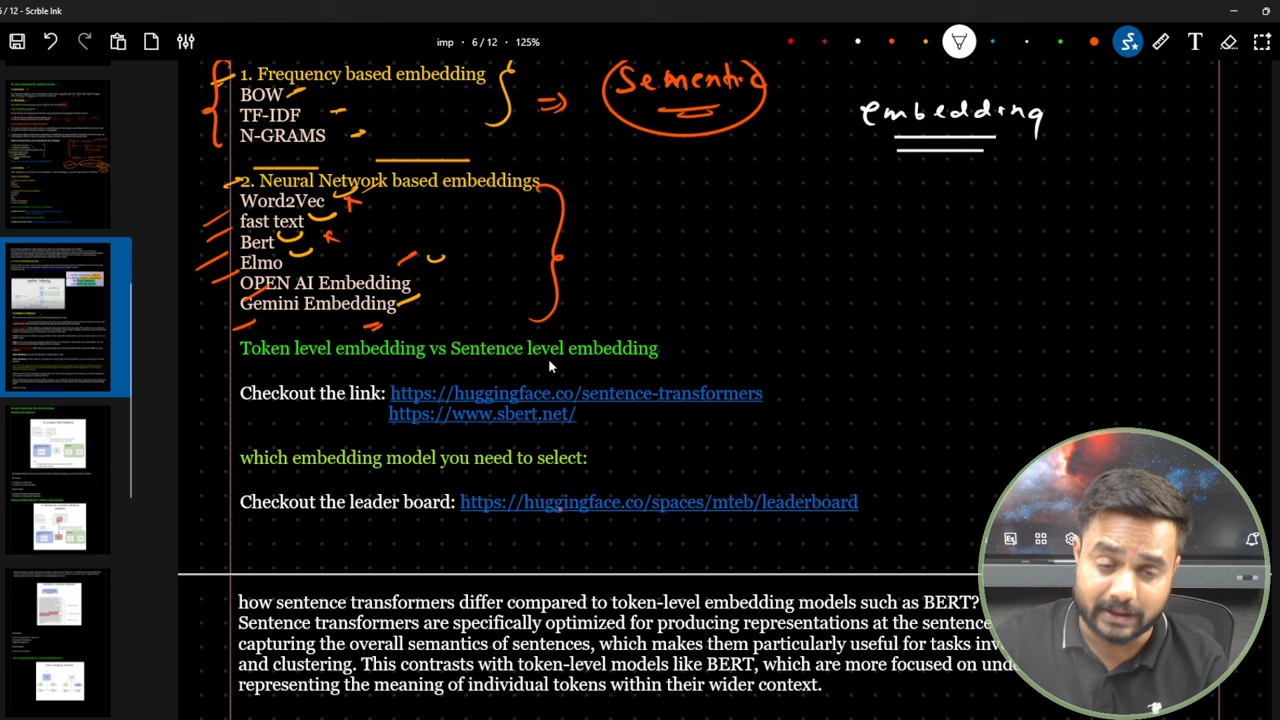 6 / 12 - Scrble Ink
imp • 6 / 12 • 125%
1. Frequency based embedding
BOW
TF-IDF
N-GRAMS
Sementic
embedding
2. Neural Network based embeddings
Word2Vec
fast text
Bert
Elmo
OPEN AI Embedding
Gemini Embedding
Token level embedding vs Sentence level embedding
Checkout the link: https://huggingface.co/sentence-transformers
https://www.sbert.net/
which embedding model you need to select:
Checkout the leader board: https://huggingface.co/spaces/mteb/leaderboard
how sentence transformers differ compared to token-level embedding models such as BERT?
Sentence transformers are specifically optimized for producing representations at the sentence
capturing the overall semantics of sentences, which makes them particularly useful for tasks inv
and clustering. This contrasts with token-level models like BERT, which are more focused on und
representing the meaning of individual tokens within their wider context.